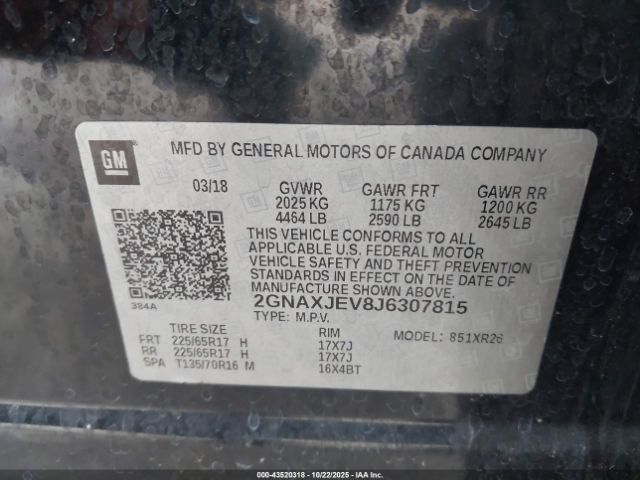 GM
MFD BY GENERAL MOTORS OF CANADA COMPANY
03/18 GVWR GAWR FRT GAWR RR
2025 KG 1175 KG 1200 KG
4464 LB 2590 LB 2645 LB
THIS VEHICLE CONFORMS TO ALL
APPLICABLE U.S. FEDERAL MOTOR
VEHICLE SAFETY AND THEFT PREVENTION
STANDARDS IN EFFECT ON THE DATE OF
MANUFACTURE SHOWN ABOVE.
384A 2GNAXJEV8J6307815
TYPE: M.P.V.
TIRE SIZE RIM MODEL: 851XR26
FRT 225/65R17 H 17X7J
RR 225/65R17 H 17X7J
SPA T135/70R16 M 16X4BT
000-43520318 • 10/22/2025 • IAAI.COM